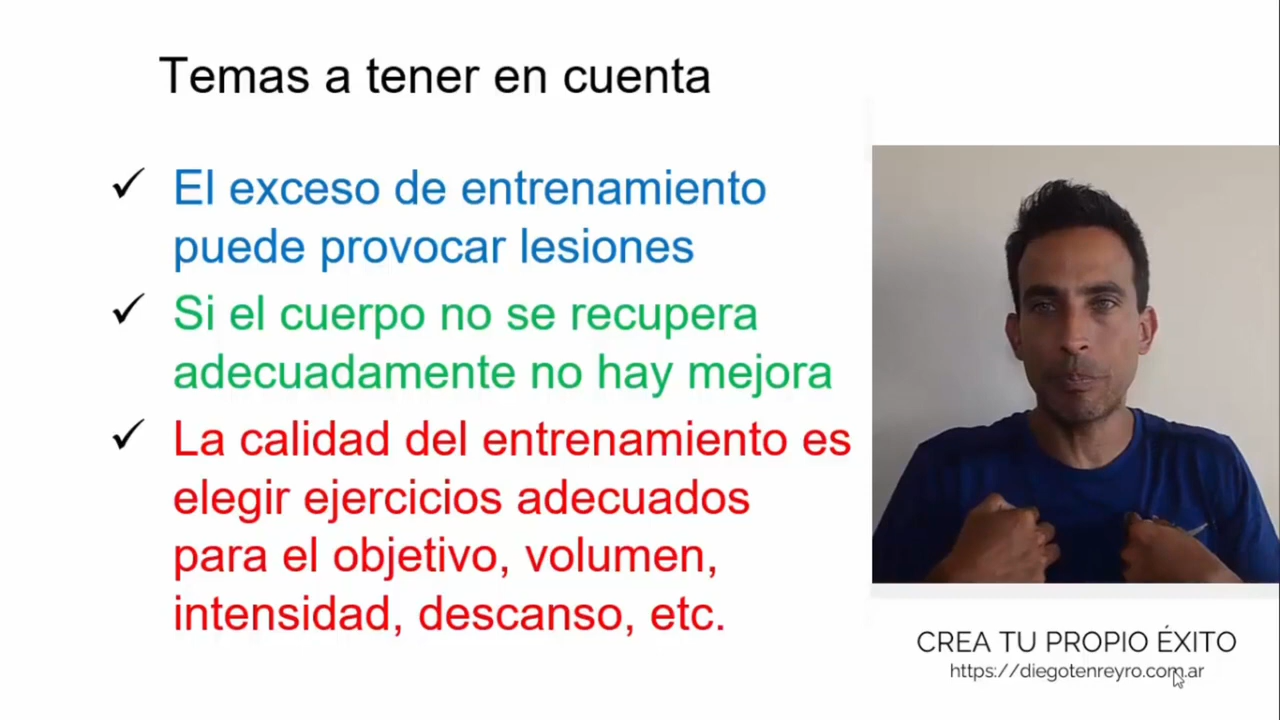 Temas a tener en cuenta
✓ El exceso de entrenamiento
puede provocar lesiones
✓ Si el cuerpo no se recupera
adecuadamente no hay mejora
✓ La calidad del entrenamiento es
elegir ejercicios adecuados
para el objetivo, volumen,
intensidad, descanso, etc.
CREA TU PROPIO ÉXITO
https://diegotenreyro.com.ar